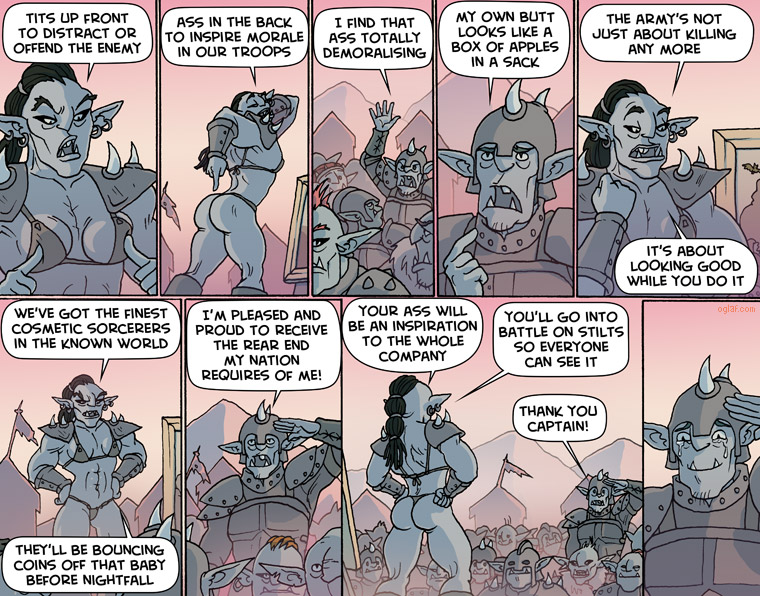 TITS UP FRONT
TO DISTRACT OR
OFFEND THE ENEMY
ASS IN THE BACK
TO INSPIRE MORALE
IN OUR TROOPS
I FIND THAT
ASS TOTALLY
DEMORALISING
MY OWN BUTT
LOOKS LIKE A
BOX OF APPLES
IN A SACK
THE ARMY'S NOT
JUST ABOUT KILLING
ANY MORE
IT'S ABOUT
LOOKING GOOD
WHILE YOU DO IT
WE'VE GOT THE FINEST
COSMETIC SORCERERS
IN THE KNOWN WORLD
THEY'LL BE BOUNCING
COINS OFF THAT BABY
BEFORE NIGHTFALL
I'M PLEASED AND
PROUD TO RECEIVE
THE REAR END
MY NATION
REQUIRES OF ME!
YOUR ASS WILL
BE AN INSPIRATION
TO THE WHOLE
COMPANY
YOU'LL GO INTO
BATTLE ON STILTS
SO EVERYONE
CAN SEE IT
THANK YOU
CAPTAIN!
oglaf.com